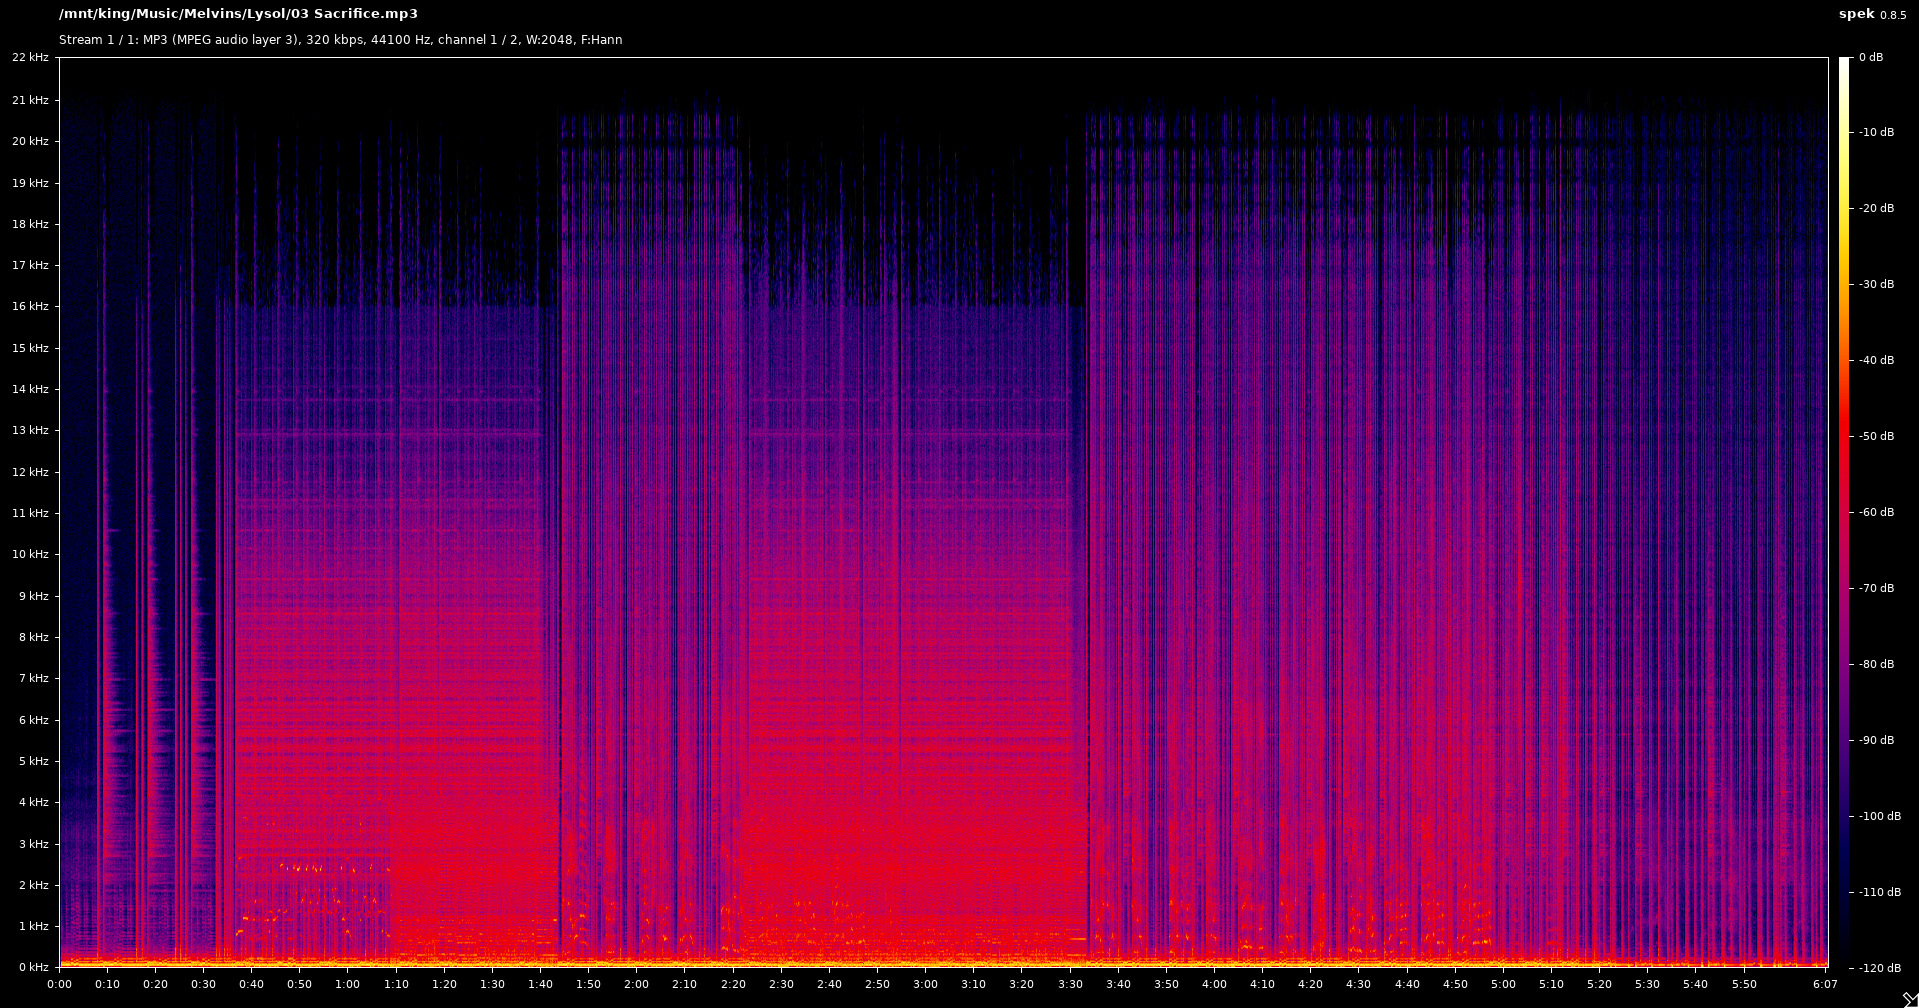 /mnt/king/Music/Melvins/Lysol/03 Sacrifice.mp3
spek 0.8.5
Stream 1 / 1: MP3 (MPEG audio layer 3), 320 kbps, 44100 Hz, channel 1 / 2, W:2048, F:Hann
22 kHz
21 kHz
20 kHz
19 kHz
18 kHz
17 kHz
16 kHz
15 kHz
14 kHz
13 kHz
12 kHz
11 kHz
10 kHz
9 kHz
8 kHz
7 kHz
6 kHz
5 kHz
4 kHz
3 kHz
2 kHz
1 kHz
0 kHz
0 dB
-10 dB
-20 dB
-30 dB
-40 dB
-50 dB
-60 dB
-70 dB
-80 dB
-90 dB
-100 dB
-110 dB
-120 dB
0:00 0:10 0:20 0:30 0:40 0:50 1:00 1:10 1:20 1:30 1:40 1:50 2:00 2:10 2:20 2:30 2:40 2:50 3:00 3:10 3:20 3:30 3:40 3:50 4:00 4:10 4:20 4:30 4:40 4:50 5:00 5:10 5:20 5:30 5:40 5:50 6:07